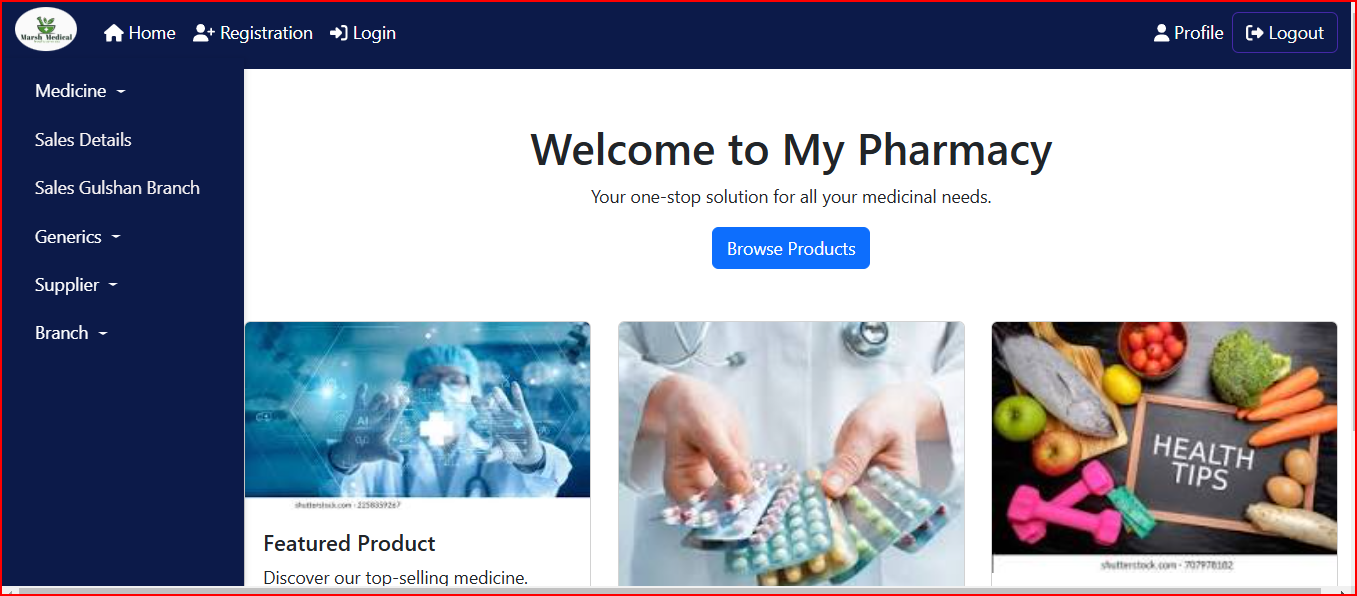 Marsh Medical
Home
Registration
Login
Profile
Logout
Medicine
Sales Details
Sales Gulshan Branch
Generics
Supplier
Branch
Welcome to My Pharmacy
Your one-stop solution for all your medicinal needs.
Browse Products
AI
shutterstock.com · 2258359267
Featured Product
Discover our top-selling medicine.
HEALTH
TIPS
shutterstock.com · 707978182